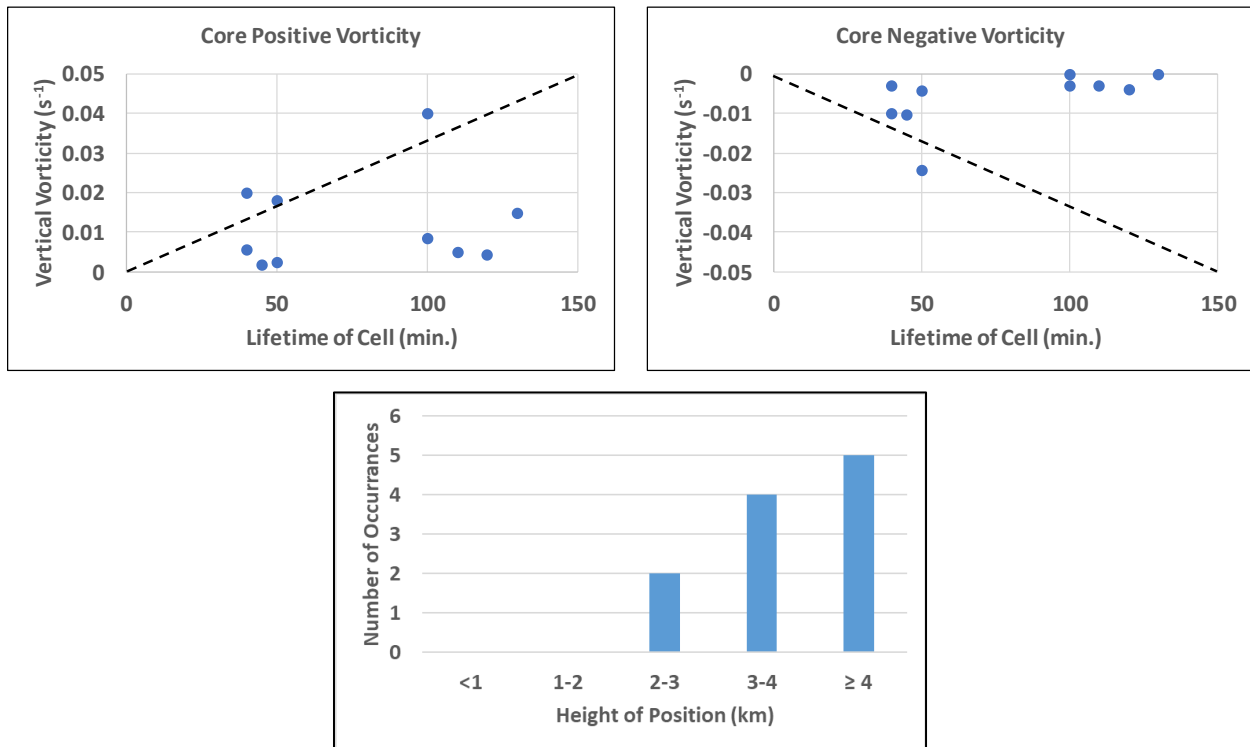 Core Positive Vorticity
Vertical Vorticity (s⁻¹)
0.05
0.04
0.03
0.02
0.01
0
0 50 100 150
Lifetime of Cell (min.)
Core Negative Vorticity
Vertical Vorticity (s⁻¹)
0
-0.01
-0.02
-0.03
-0.04
-0.05
0 50 100 150
Lifetime of Cell (min.)
Number of Occurrances
6
5
4
3
2
1
0
<1 1-2 2-3 3-4 ≥ 4
Height of Position (km)